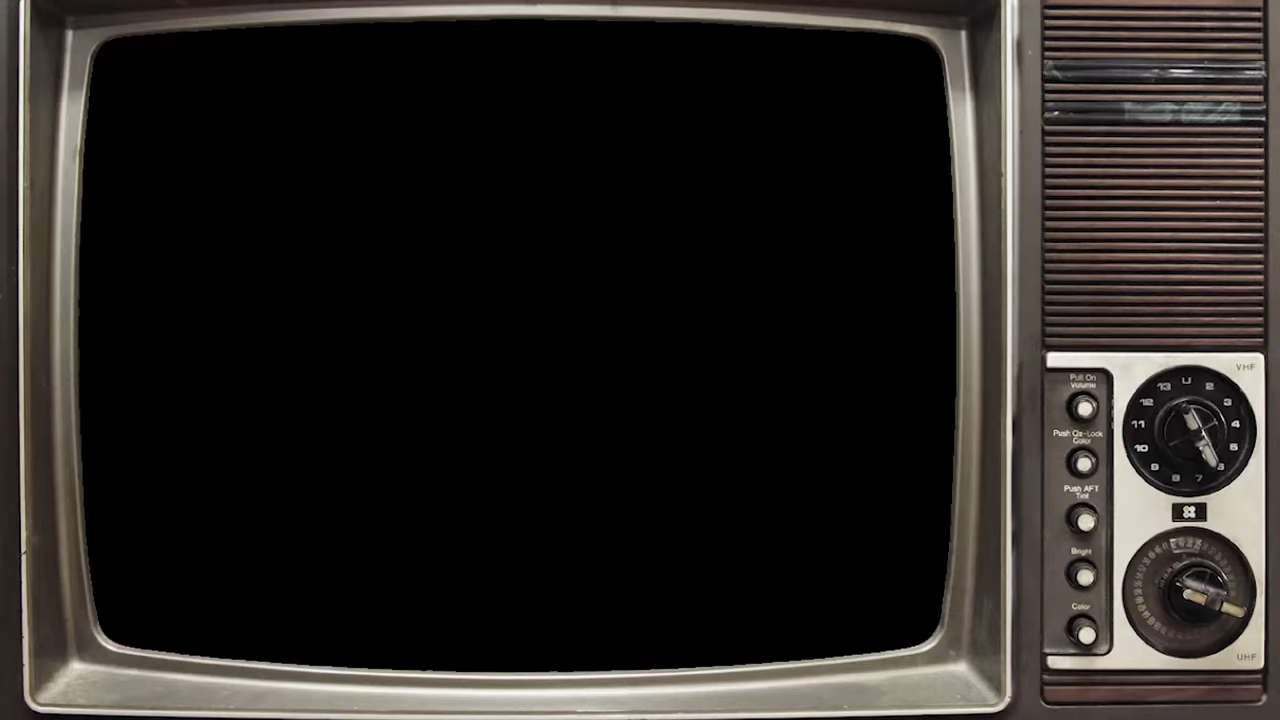 VHF
Pull On
Volume
Push Qs-Lock
Color
Push AFT
Tint
Bright
Color
U
2
3
4
5
6
7
8
9
10
11
12
13
UHF